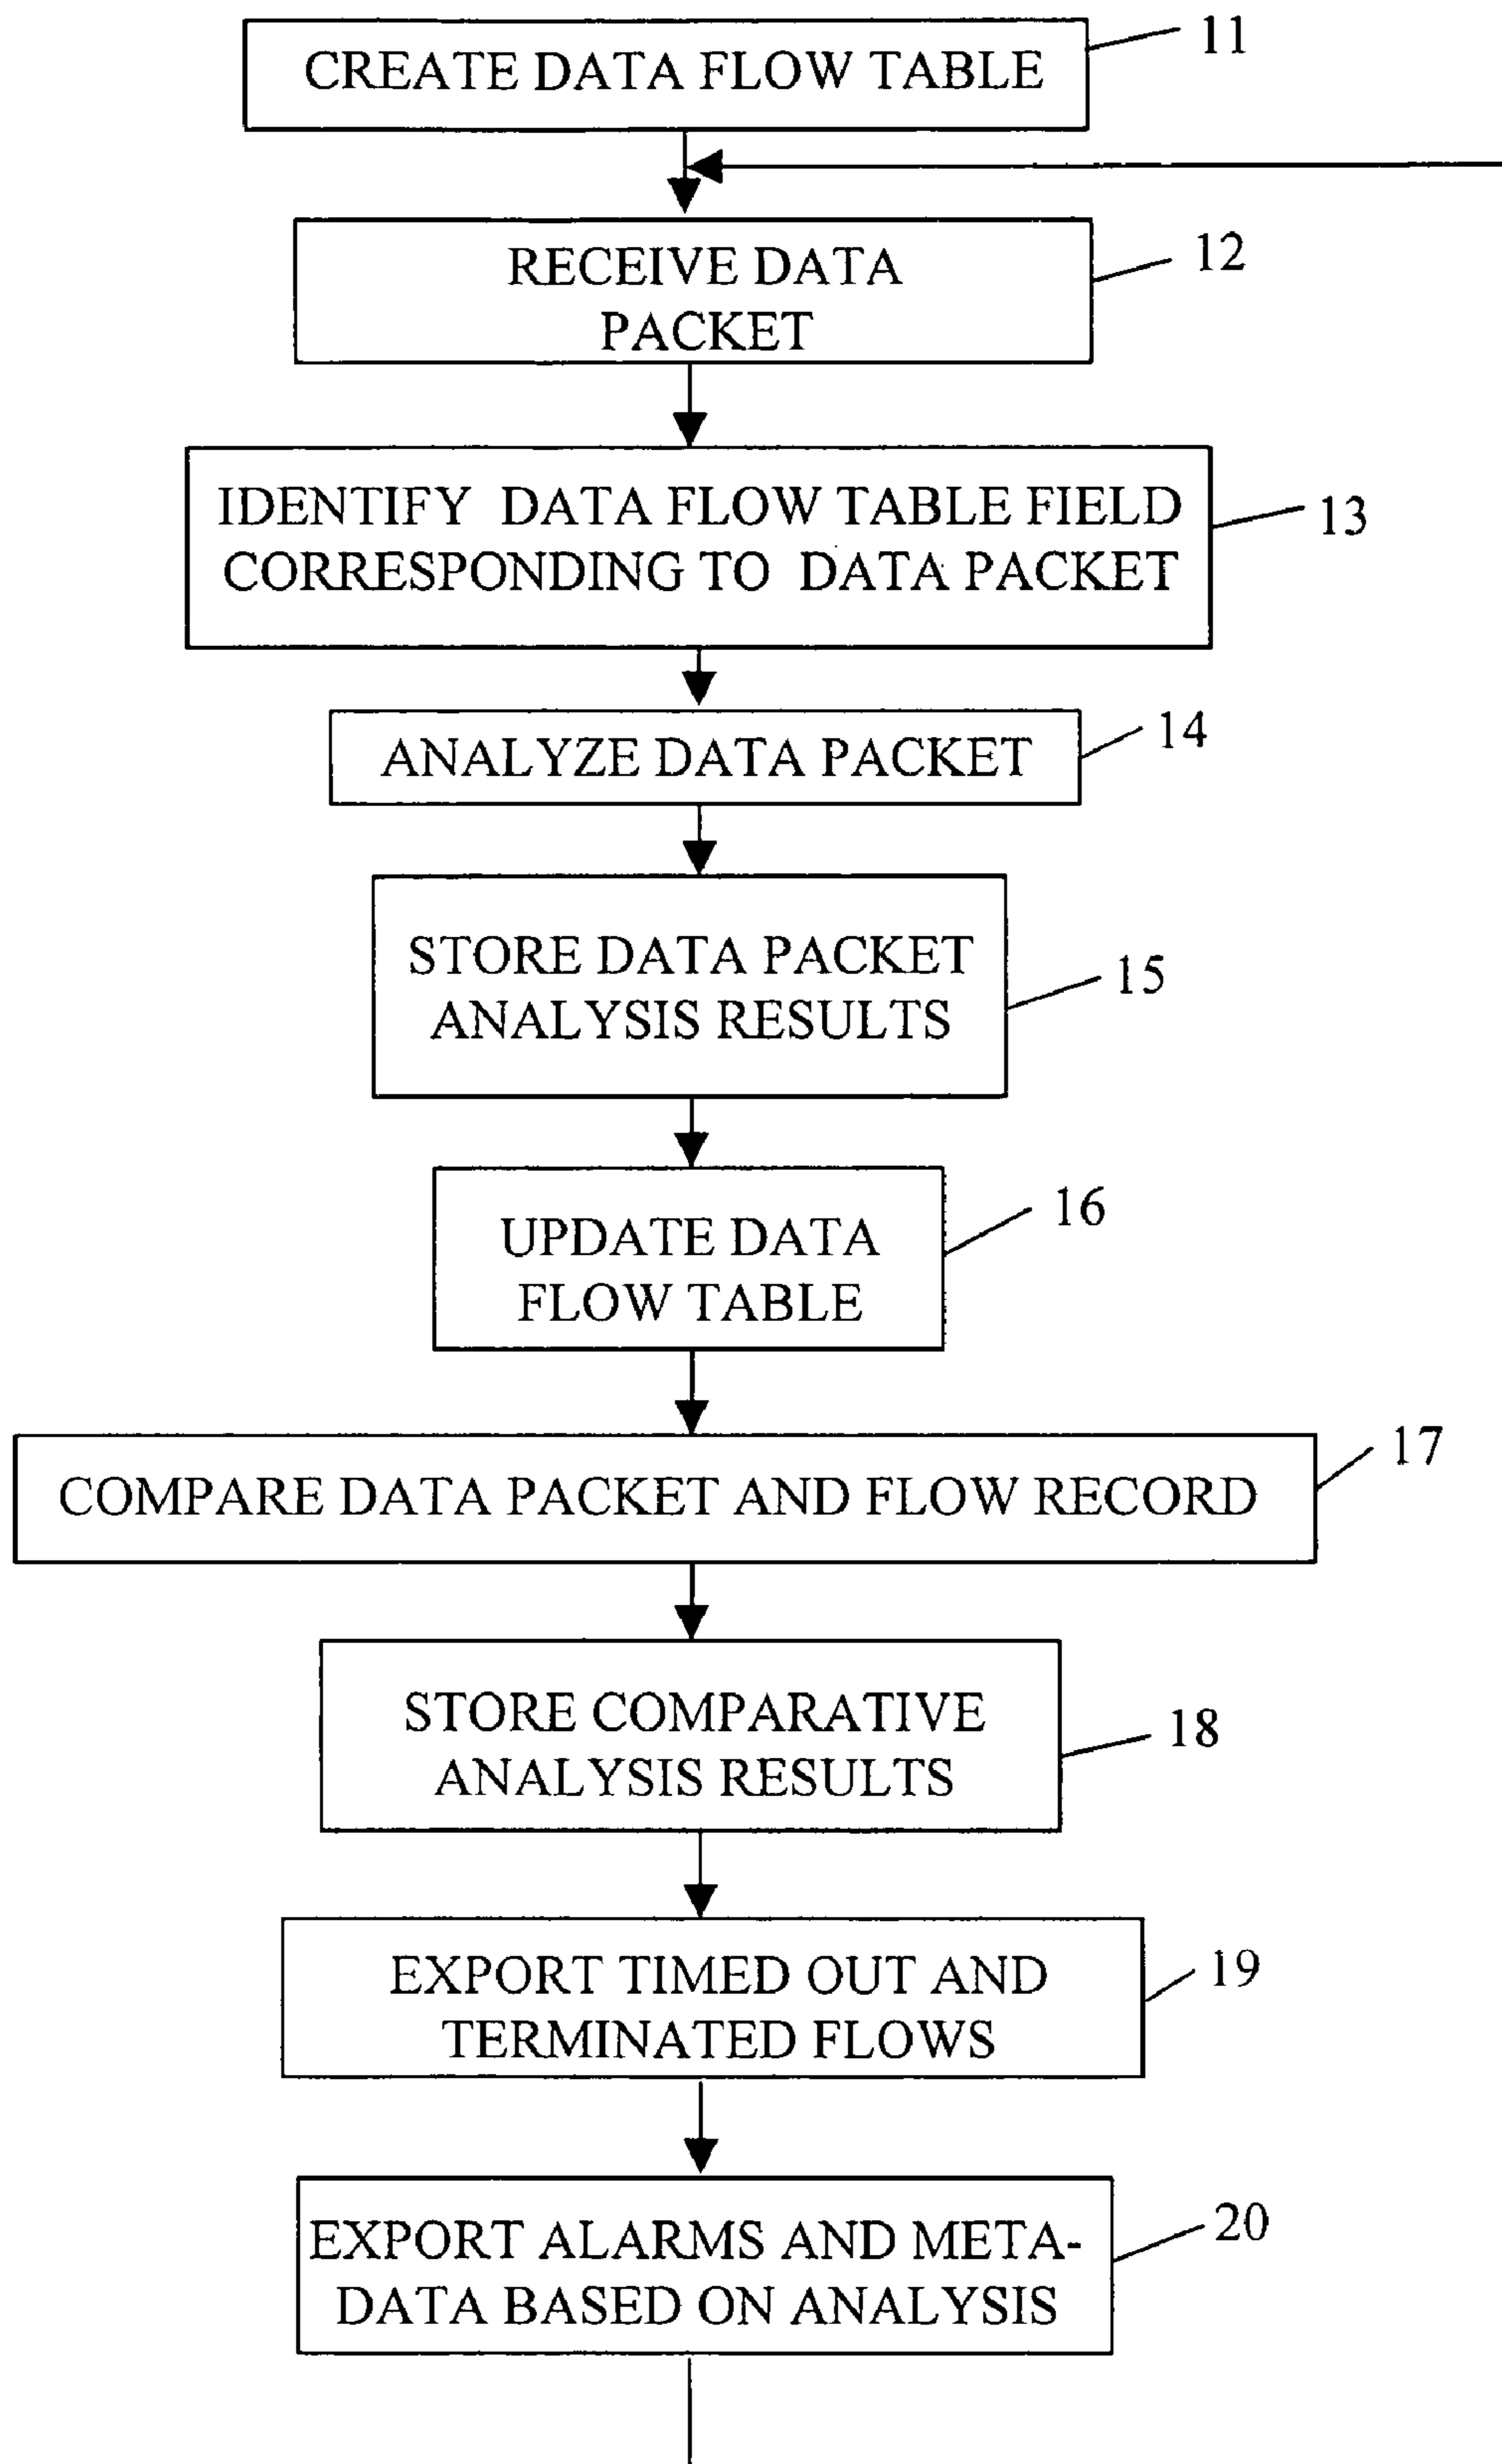 CREATE DATA FLOW TABLE
11
RECEIVE DATA
PACKET
12
IDENTIFY DATA FLOW TABLE FIELD
CORRESPONDING TO DATA PACKET
13
ANALYZE DATA PACKET
14
STORE DATA PACKET
ANALYSIS RESULTS
15
UPDATE DATA
FLOW TABLE
16
COMPARE DATA PACKET AND FLOW RECORD
17
STORE COMPARATIVE
ANALYSIS RESULTS
18
EXPORT TIMED OUT AND
TERMINATED FLOWS
19
EXPORT ALARMS AND META-
DATA BASED ON ANALYSIS
20